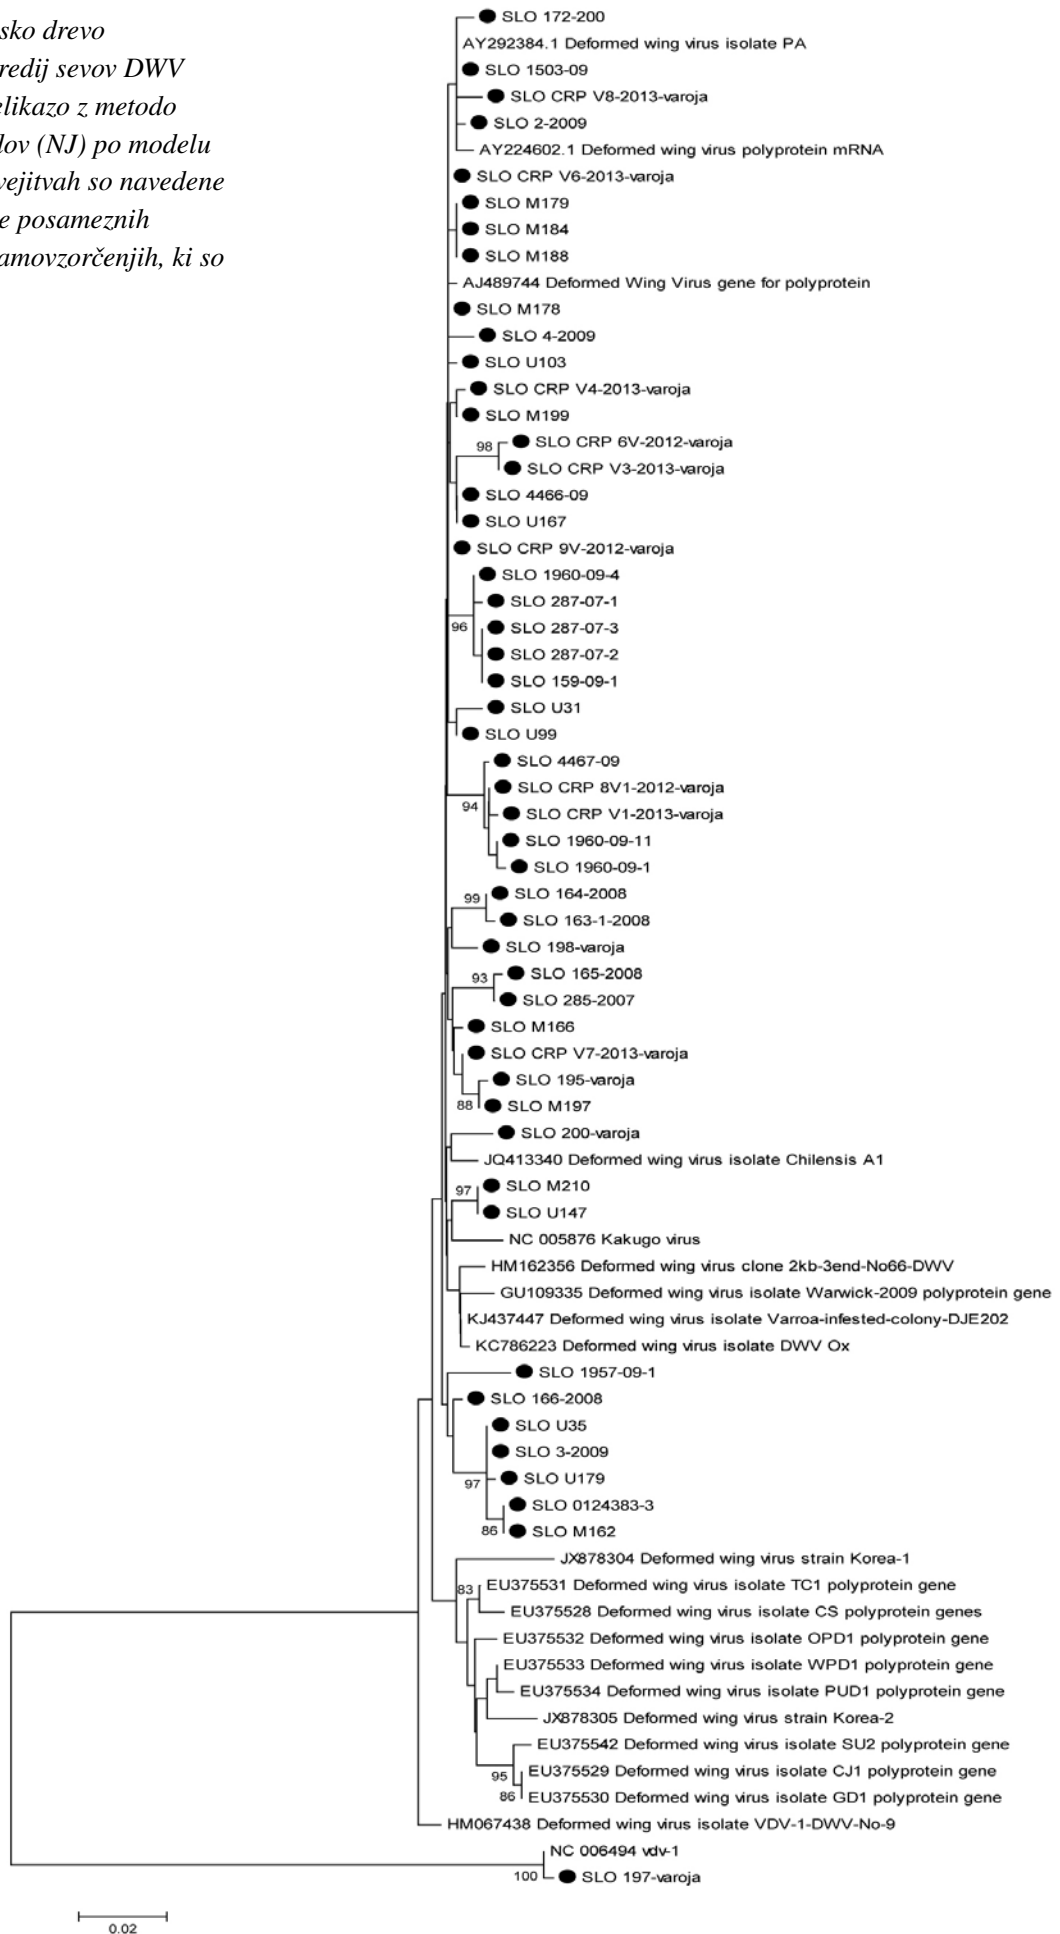 sko drevo
redij sevov DWV
elikazo z metodo
dov (NJ) po modelu
vejitvah so navedene
e posameznih
amovzorčenjih, ki so
SLO 172-200
AY292384.1 Deformed wing virus isolate PA
SLO 1503-09
SLO CRP V8-2013-varoja
SLO 2-2009
AY224602.1 Deformed wing virus polyprotein mRNA
SLO CRP V6-2013-varoja
SLO M179
SLO M184
SLO M188
AJ489744 Deformed Wing Virus gene for polyprotein
SLO M178
SLO 4-2009
SLO U103
SLO CRP V4-2013-varoja
SLO M199
98
SLO CRP 6V-2012-varoja
SLO CRP V3-2013-varoja
SLO 4466-09
SLO U167
SLO CRP 9V-2012-varoja
SLO 1960-09-4
SLO 287-07-1
96
SLO 287-07-3
SLO 287-07-2
SLO 159-09-1
SLO U31
SLO U99
SLO 4467-09
SLO CRP 8V1-2012-varoja
94
SLO CRP V1-2013-varoja
SLO 1960-09-11
SLO 1960-09-1
99
SLO 164-2008
SLO 163-1-2008
SLO 198-varoja
93
SLO 165-2008
SLO 285-2007
SLO M166
SLO CRP V7-2013-varoja
SLO 195-varoja
88
SLO M197
SLO 200-varoja
JQ413340 Deformed wing virus isolate Chilensis A1
97
SLO M210
SLO U147
NC 005876 Kakugo virus
HM162356 Deformed wing virus clone 2kb-3end-No66-DWV
GU109335 Deformed wing virus isolate Warwick-2009 polyprotein gene
KJ437447 Deformed wing virus isolate Varroa-infested-colony-DJE202
KC786223 Deformed wing virus isolate DWV Ox
SLO 1957-09-1
SLO 166-2008
SLO U35
SLO 3-2009
97
SLO U179
SLO 0124383-3
86
SLO M162
JX878304 Deformed wing virus strain Korea-1
83
EU375531 Deformed wing virus isolate TC1 polyprotein gene
EU375528 Deformed wing virus isolate CS polyprotein genes
EU375532 Deformed wing virus isolate OPD1 polyprotein gene
EU375533 Deformed wing virus isolate WPD1 polyprotein gene
EU375534 Deformed wing virus isolate PUD1 polyprotein gene
JX878305 Deformed wing virus strain Korea-2
EU375542 Deformed wing virus isolate SU2 polyprotein gene
95
EU375529 Deformed wing virus isolate CJ1 polyprotein gene
86
EU375530 Deformed wing virus isolate GD1 polyprotein gene
HM067438 Deformed wing virus isolate VDV-1-DWV-No-9
NC 006494 vdv-1
100
SLO 197-varoja
0.02